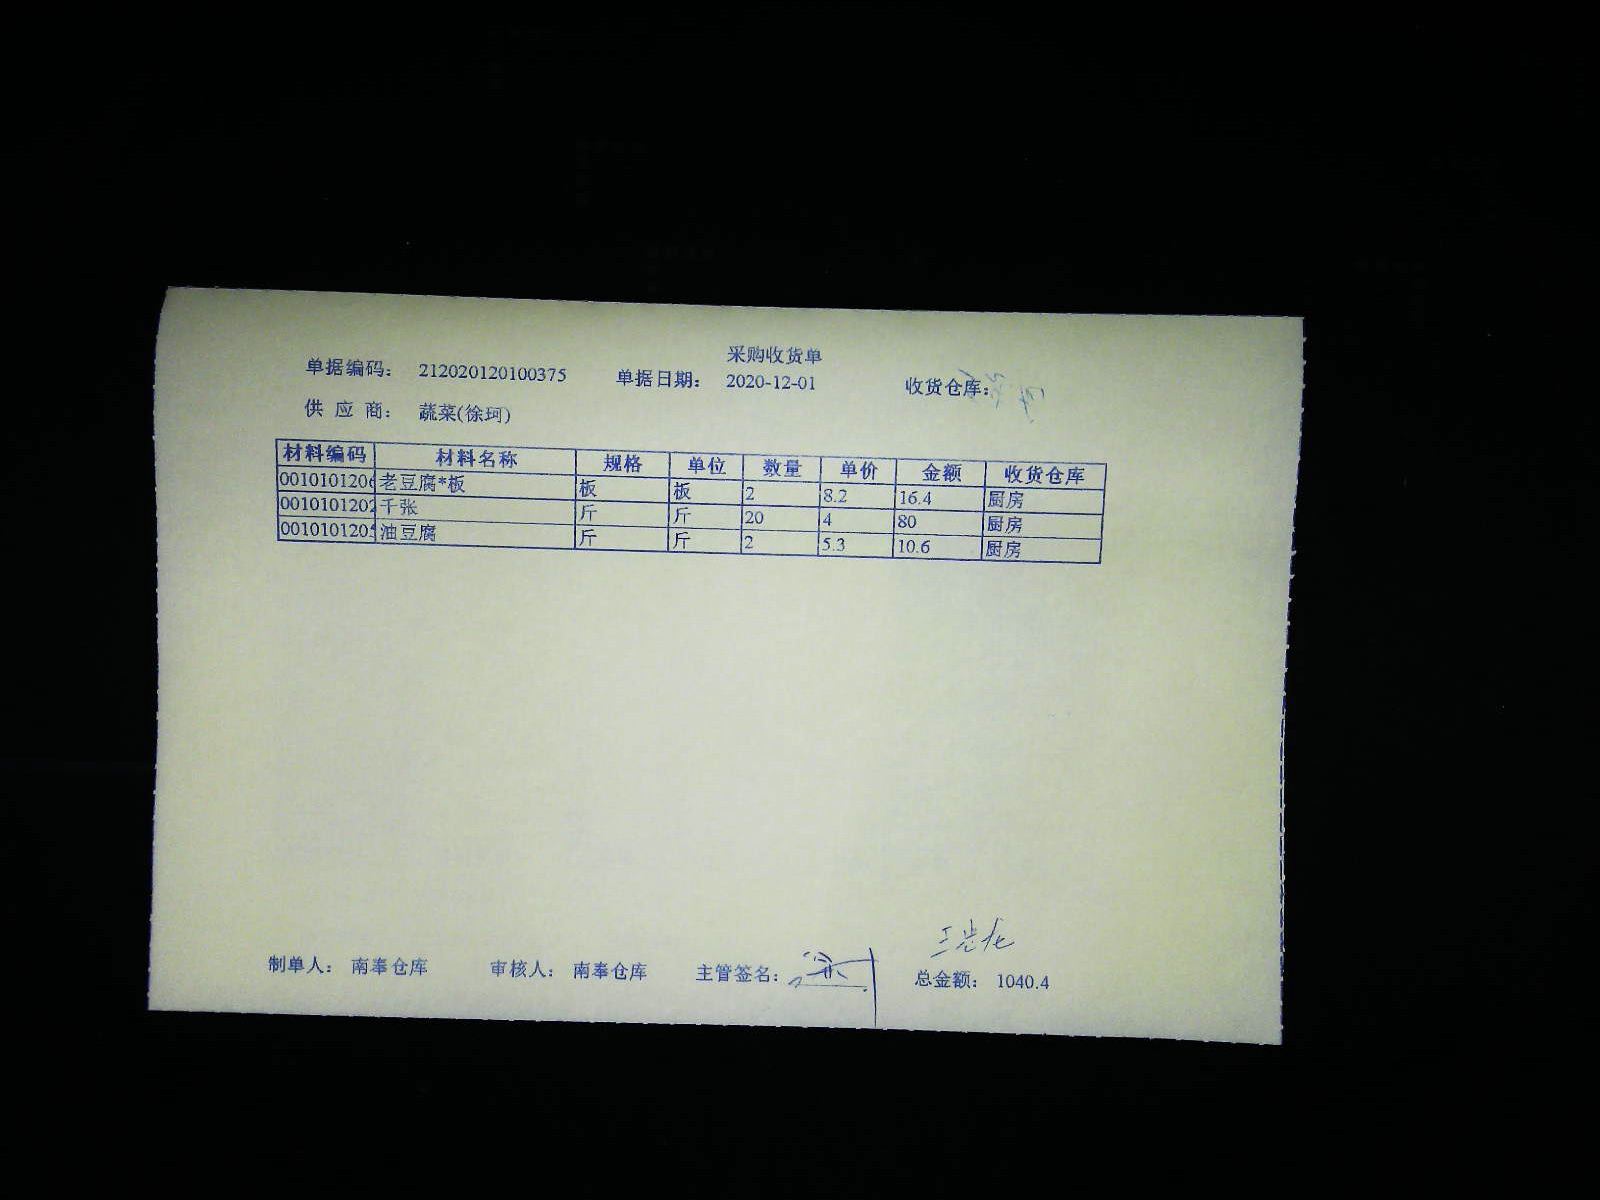 采购收货单
单据编码： 212020120100375 单据日期： 2020-12-01 收货仓库：
供 应 商： 蔬菜(徐珂)
材料编码 材料名称 规格 单位 数量 单价 金额 收货仓库
0010101206 老豆腐*板 板 板 2 8.2 16.4 厨房
0010101202 千张 斤 斤 20 4 80 厨房
0010101205 油豆腐 斤 斤 2 5.3 10.6 厨房
制单人： 南奉仓库 审核人： 南奉仓库 主管签名： 总金额： 1040.4